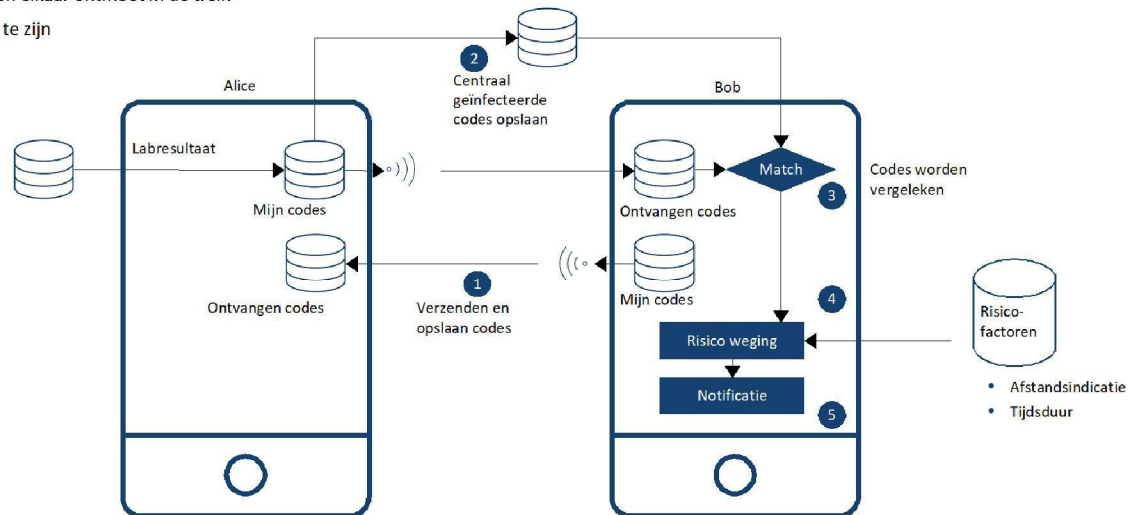 te zijn
2
Centraal
geïnfecteerde
codes opslaan
Alice
Bob
Labresultaat
Mijn codes
Match
Codes worden
vergeleken
3
Ontvangen codes
Ontvangen codes
1
Verzenden en
opslaan codes
Mijn codes
4
Risico-
factoren
Risico weging
Notificatie
5
• Afstandsindicatie
• Tijdsduur